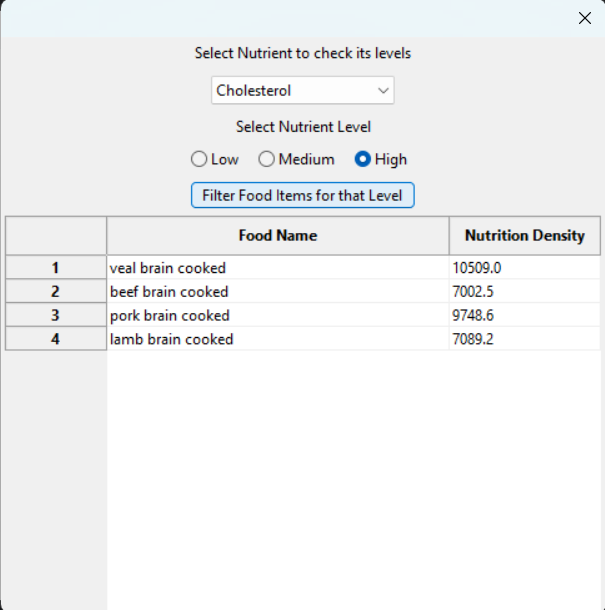 Select Nutrient to check its levels
Cholesterol
Select Nutrient Level
Low Medium High
Filter Food Items for that Level
Food Name Nutrition Density
1 veal brain cooked 10509.0
2 beef brain cooked 7002.5
3 pork brain cooked 9748.6
4 lamb brain cooked 7089.2